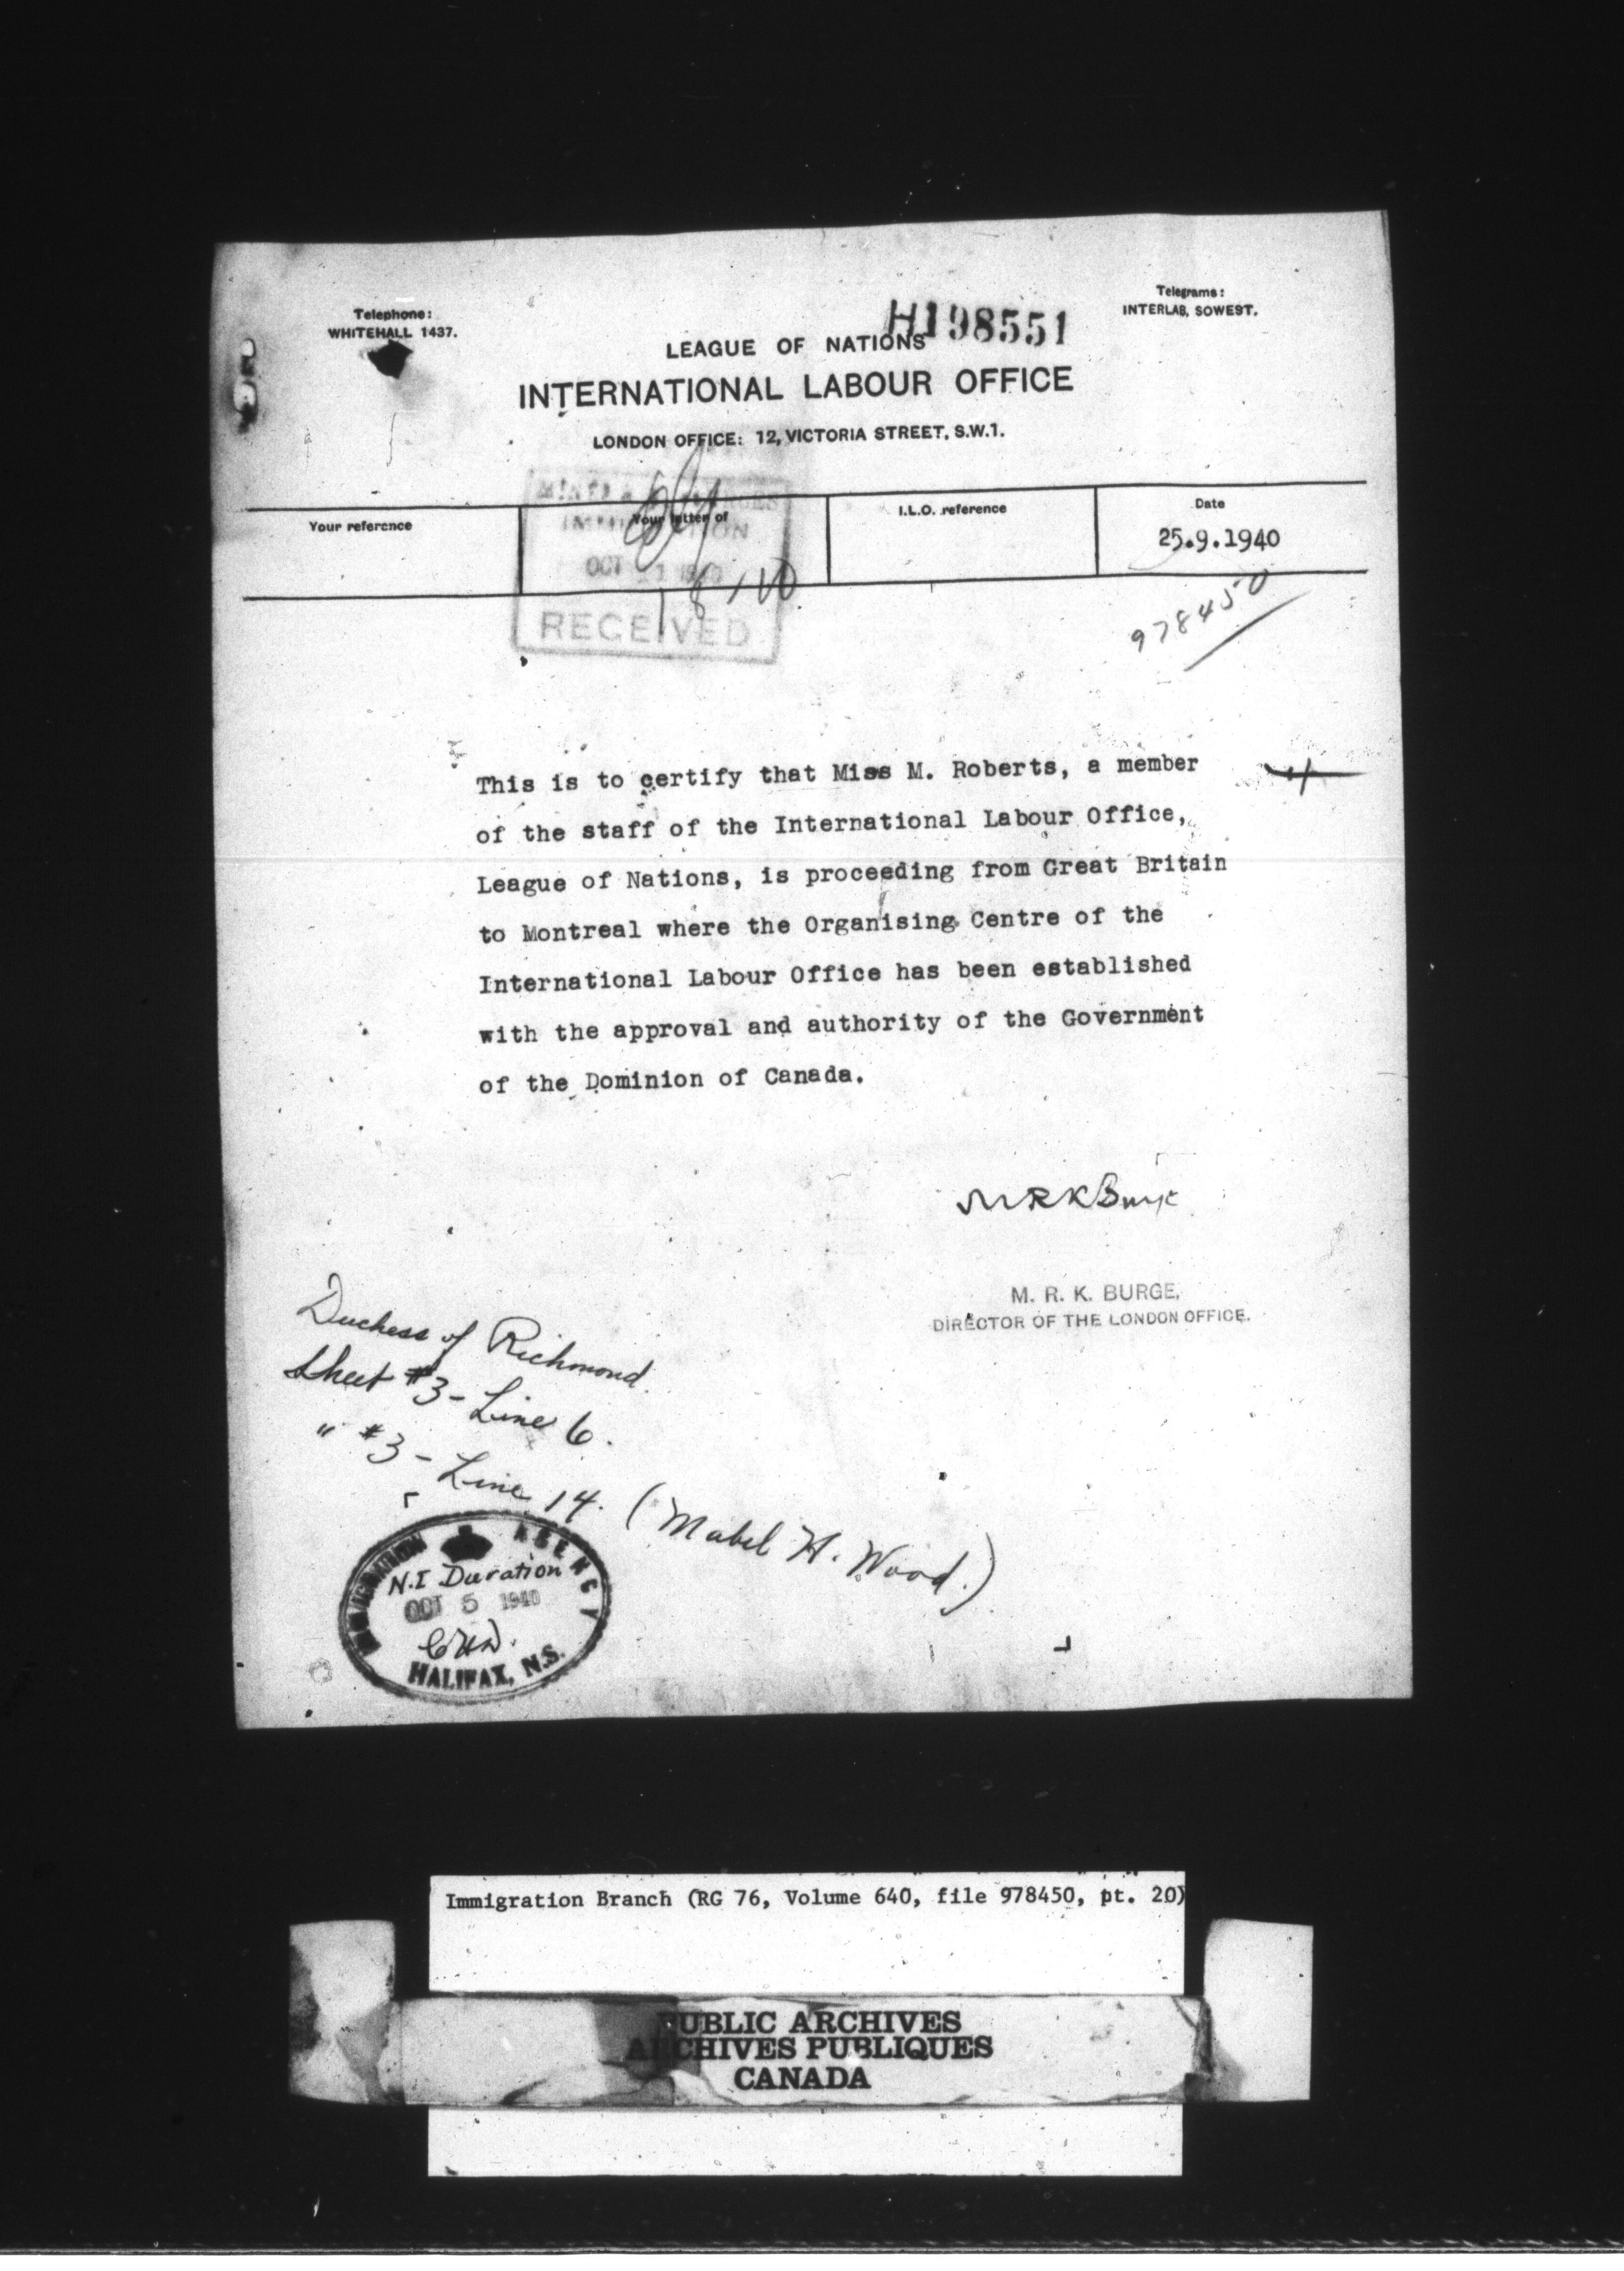 Telephone:
WHITEHALL 1437.
Telegrams:
INTERLAB, SOWEST.
H198551
LEAGUE OF NATIONS
INTERNATIONAL LABOUR OFFICE
LONDON OFFICE: 12, VICTORIA STREET, S.W.1.
Your reference
Your letter of
I.L.O. reference
Date
25.9.1940
OCT 1940
RECEIVED
978450
This is to certify that Miss M. Roberts, a member
of the staff of the International Labour Office,
League of Nations, is proceeding from Great Britain
to Montreal where the Organising Centre of the
International Labour Office has been established
with the approval and authority of the Government
of the Dominion of Canada.
MRKBurge
M. R. K. BURGE,
DIRECTOR OF THE LONDON OFFICE.
Duchess of Richmond.
Sheet #3 - Line 6.
" #3 - Line 14. (Mabel H. Wood.)
IMMIGRATION AGENCY
N.I Duration
OCT 5 1940
HALIFAX, N.S.
Immigration Branch (RG 76, Volume 640, file 978450, pt. 20)
PUBLIC ARCHIVES
ARCHIVES PUBLIQUES
CANADA